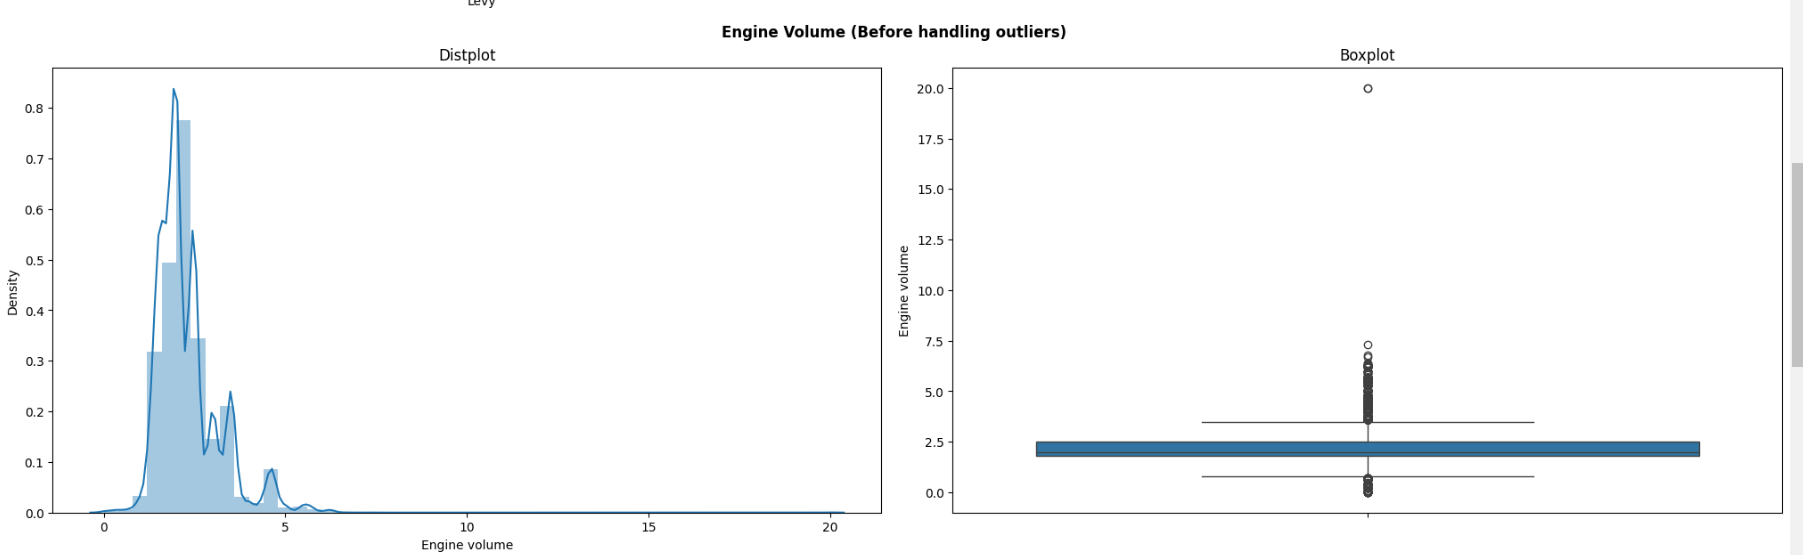 Levy
Engine Volume (Before handling outliers)
Distplot
Density
0.8
0.7
0.6
0.5
0.4
0.3
0.2
0.1
0.0
0 5 10 15 20
Engine volume
Boxplot
Engine volume
20.0
17.5
15.0
12.5
10.0
7.5
5.0
2.5
0.0